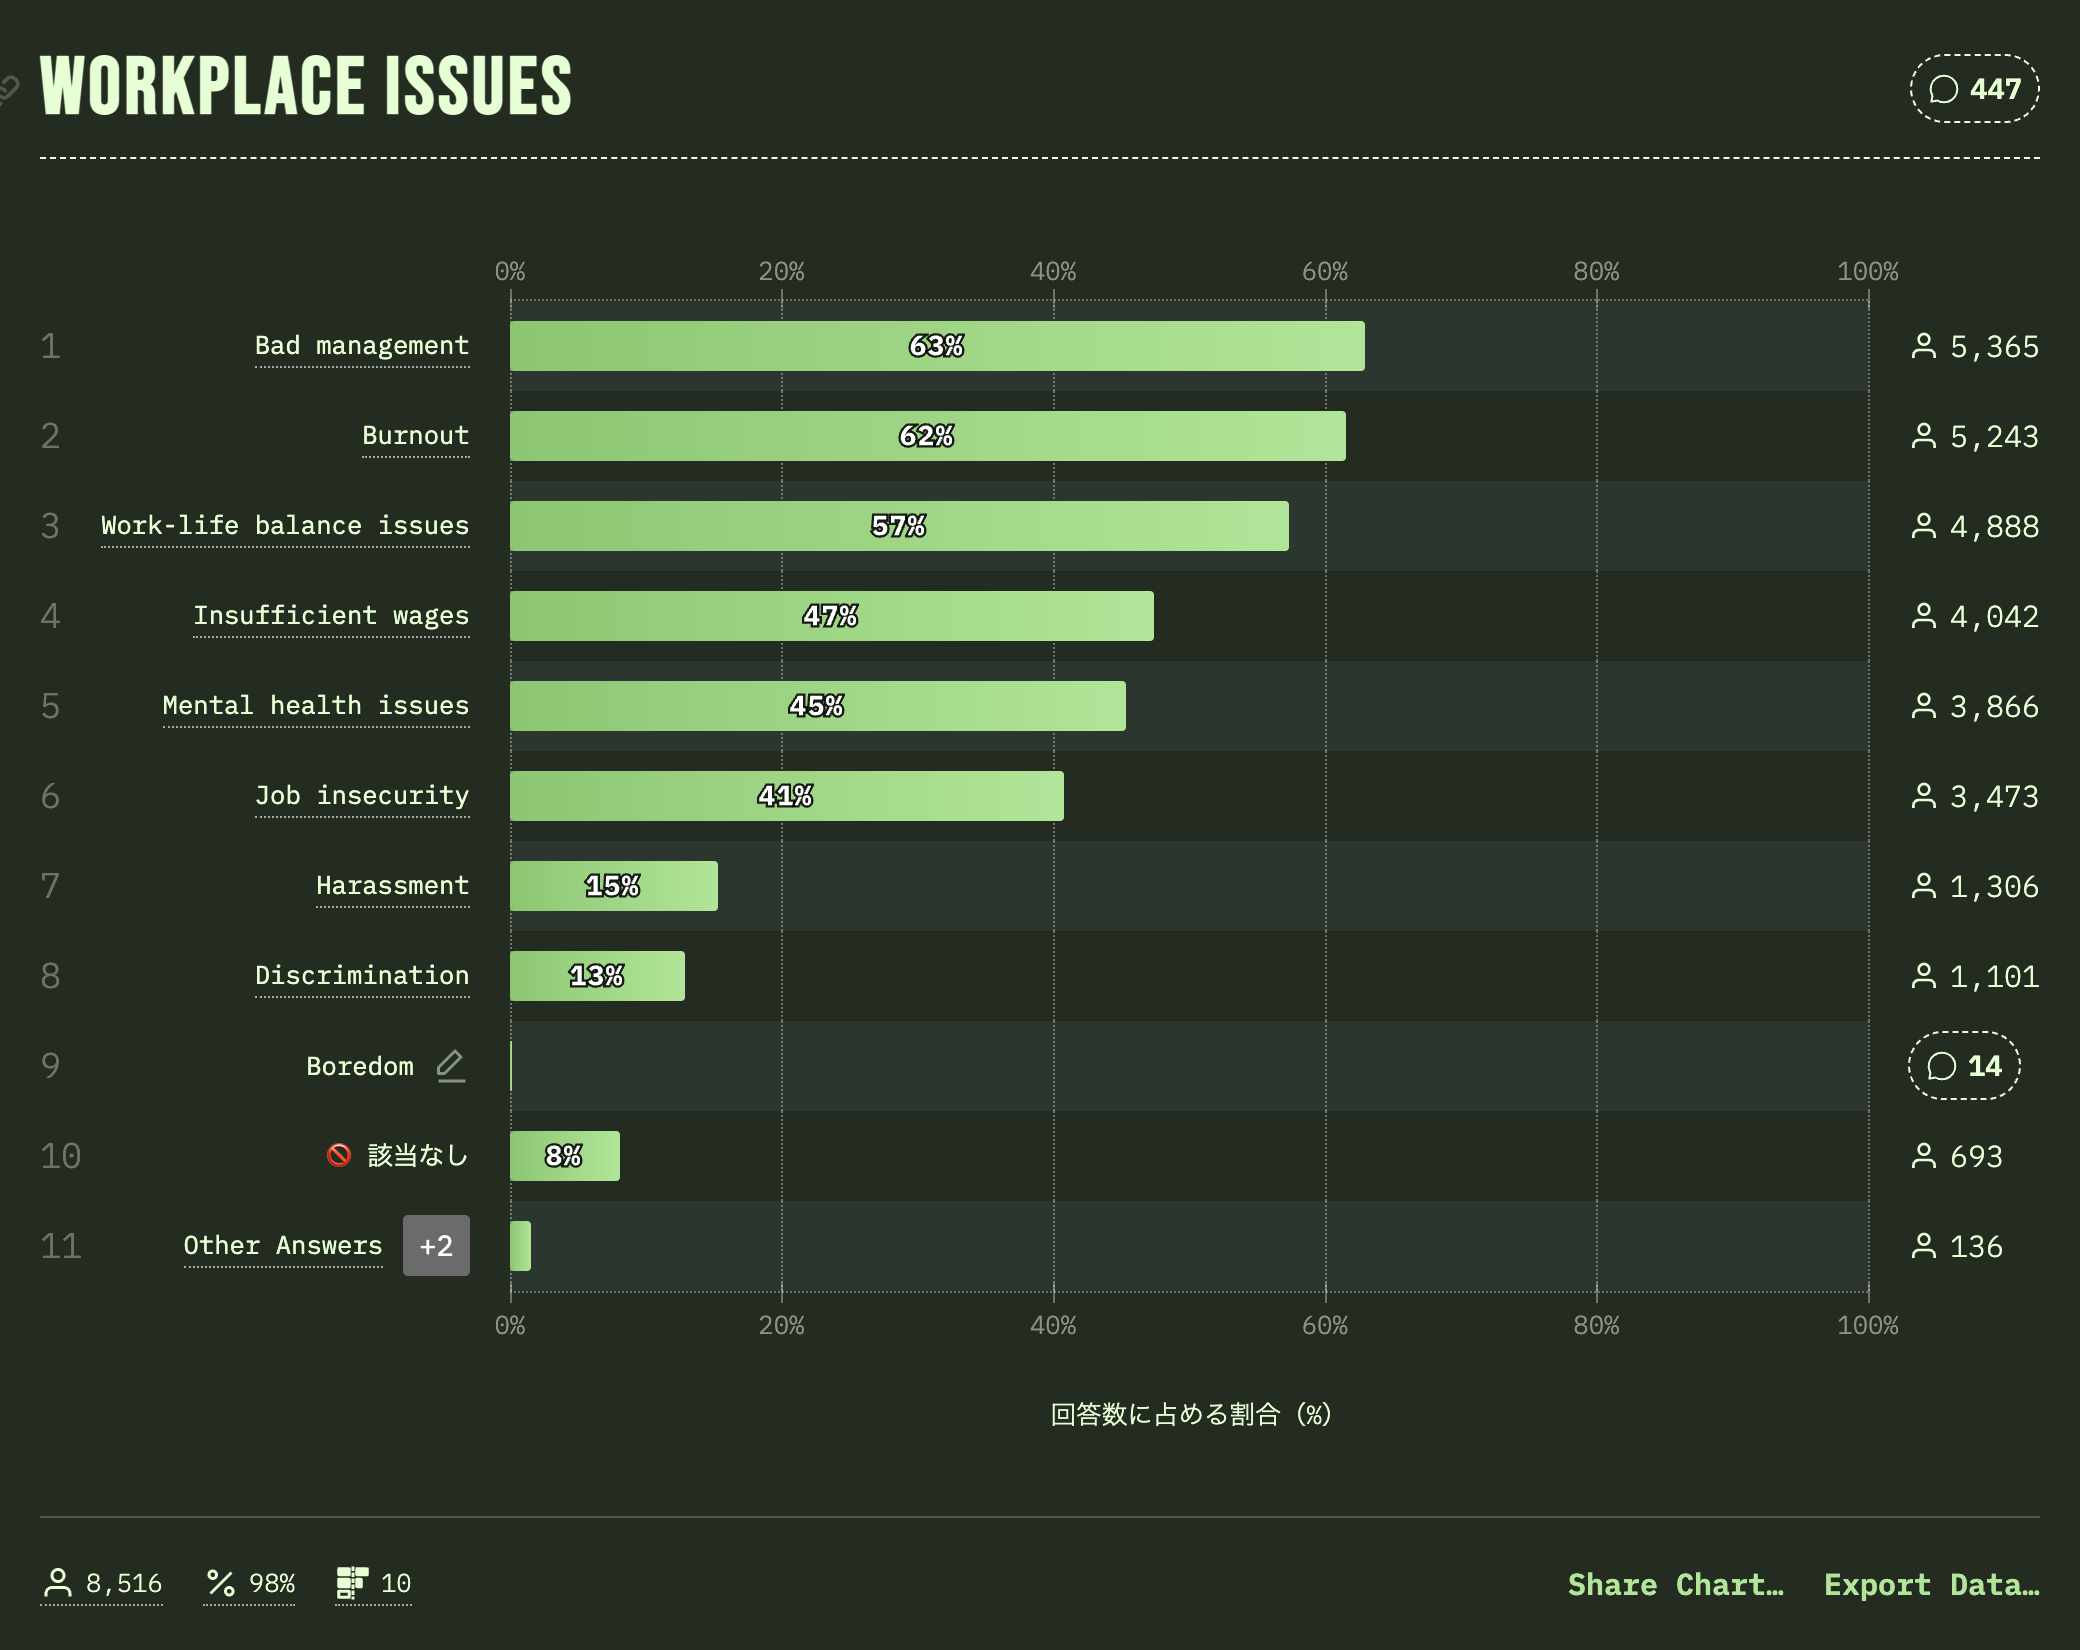 WORKPLACE ISSUES
447
0% 20% 40% 60% 80% 100%
1 Bad management 63% 5,365
2 Burnout 62% 5,243
3 Work-life balance issues 57% 4,888
4 Insufficient wages 47% 4,042
5 Mental health issues 45% 3,866
6 Job insecurity 41% 3,473
7 Harassment 15% 1,306
8 Discrimination 13% 1,101
9 Boredom 14
10 🚫 該当なし 8% 693
11 Other Answers +2 136
0% 20% 40% 60% 80% 100%
回答数に占める割合 (%)
8,516 98% 10 Share Chart… Export Data…